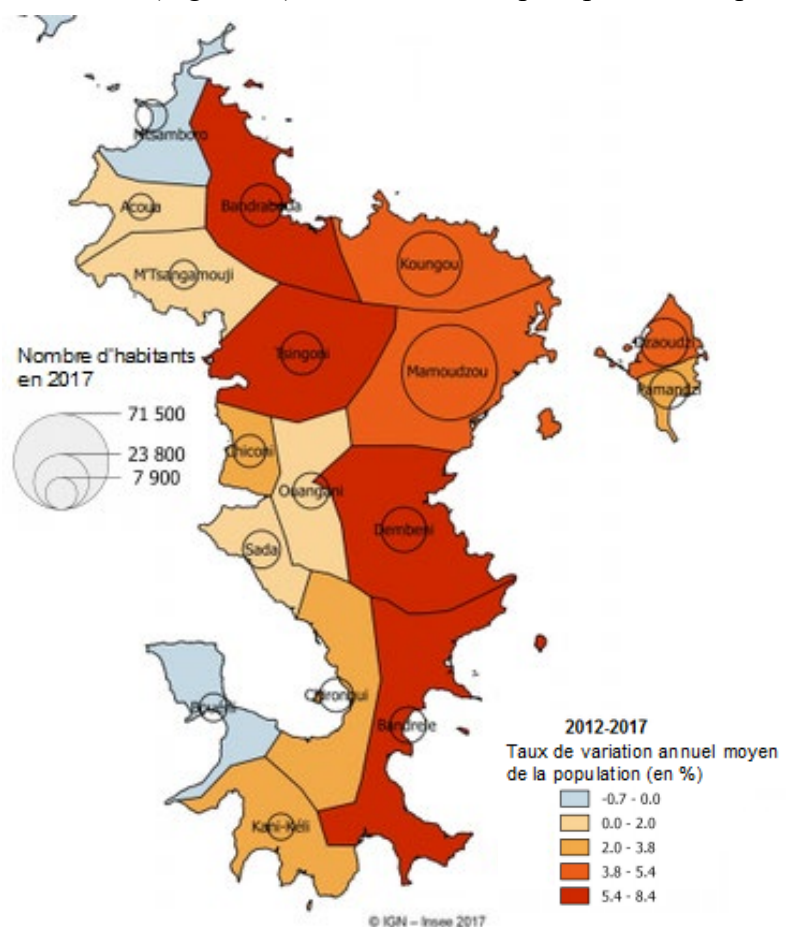 Mtsamboro
Acoua
Bandraboua
M'Tsangamouji
Koungou
Tsingoni
Mamoudzou
Dzaoudzi
Pamandzi
Nombre d'habitants
en 2017
71 500
23 800
7 900
Chiconi
Ouangani
Dembeni
Sada
Chirongui
Bouéni
Bandrele
Kani-Kéli
2012-2017
Taux de variation annuel moyen
de la population (en %)
-0.7 - 0.0
0.0 - 2.0
2.0 - 3.8
3.8 - 5.4
5.4 - 8.4
© IGN – Insee 2017